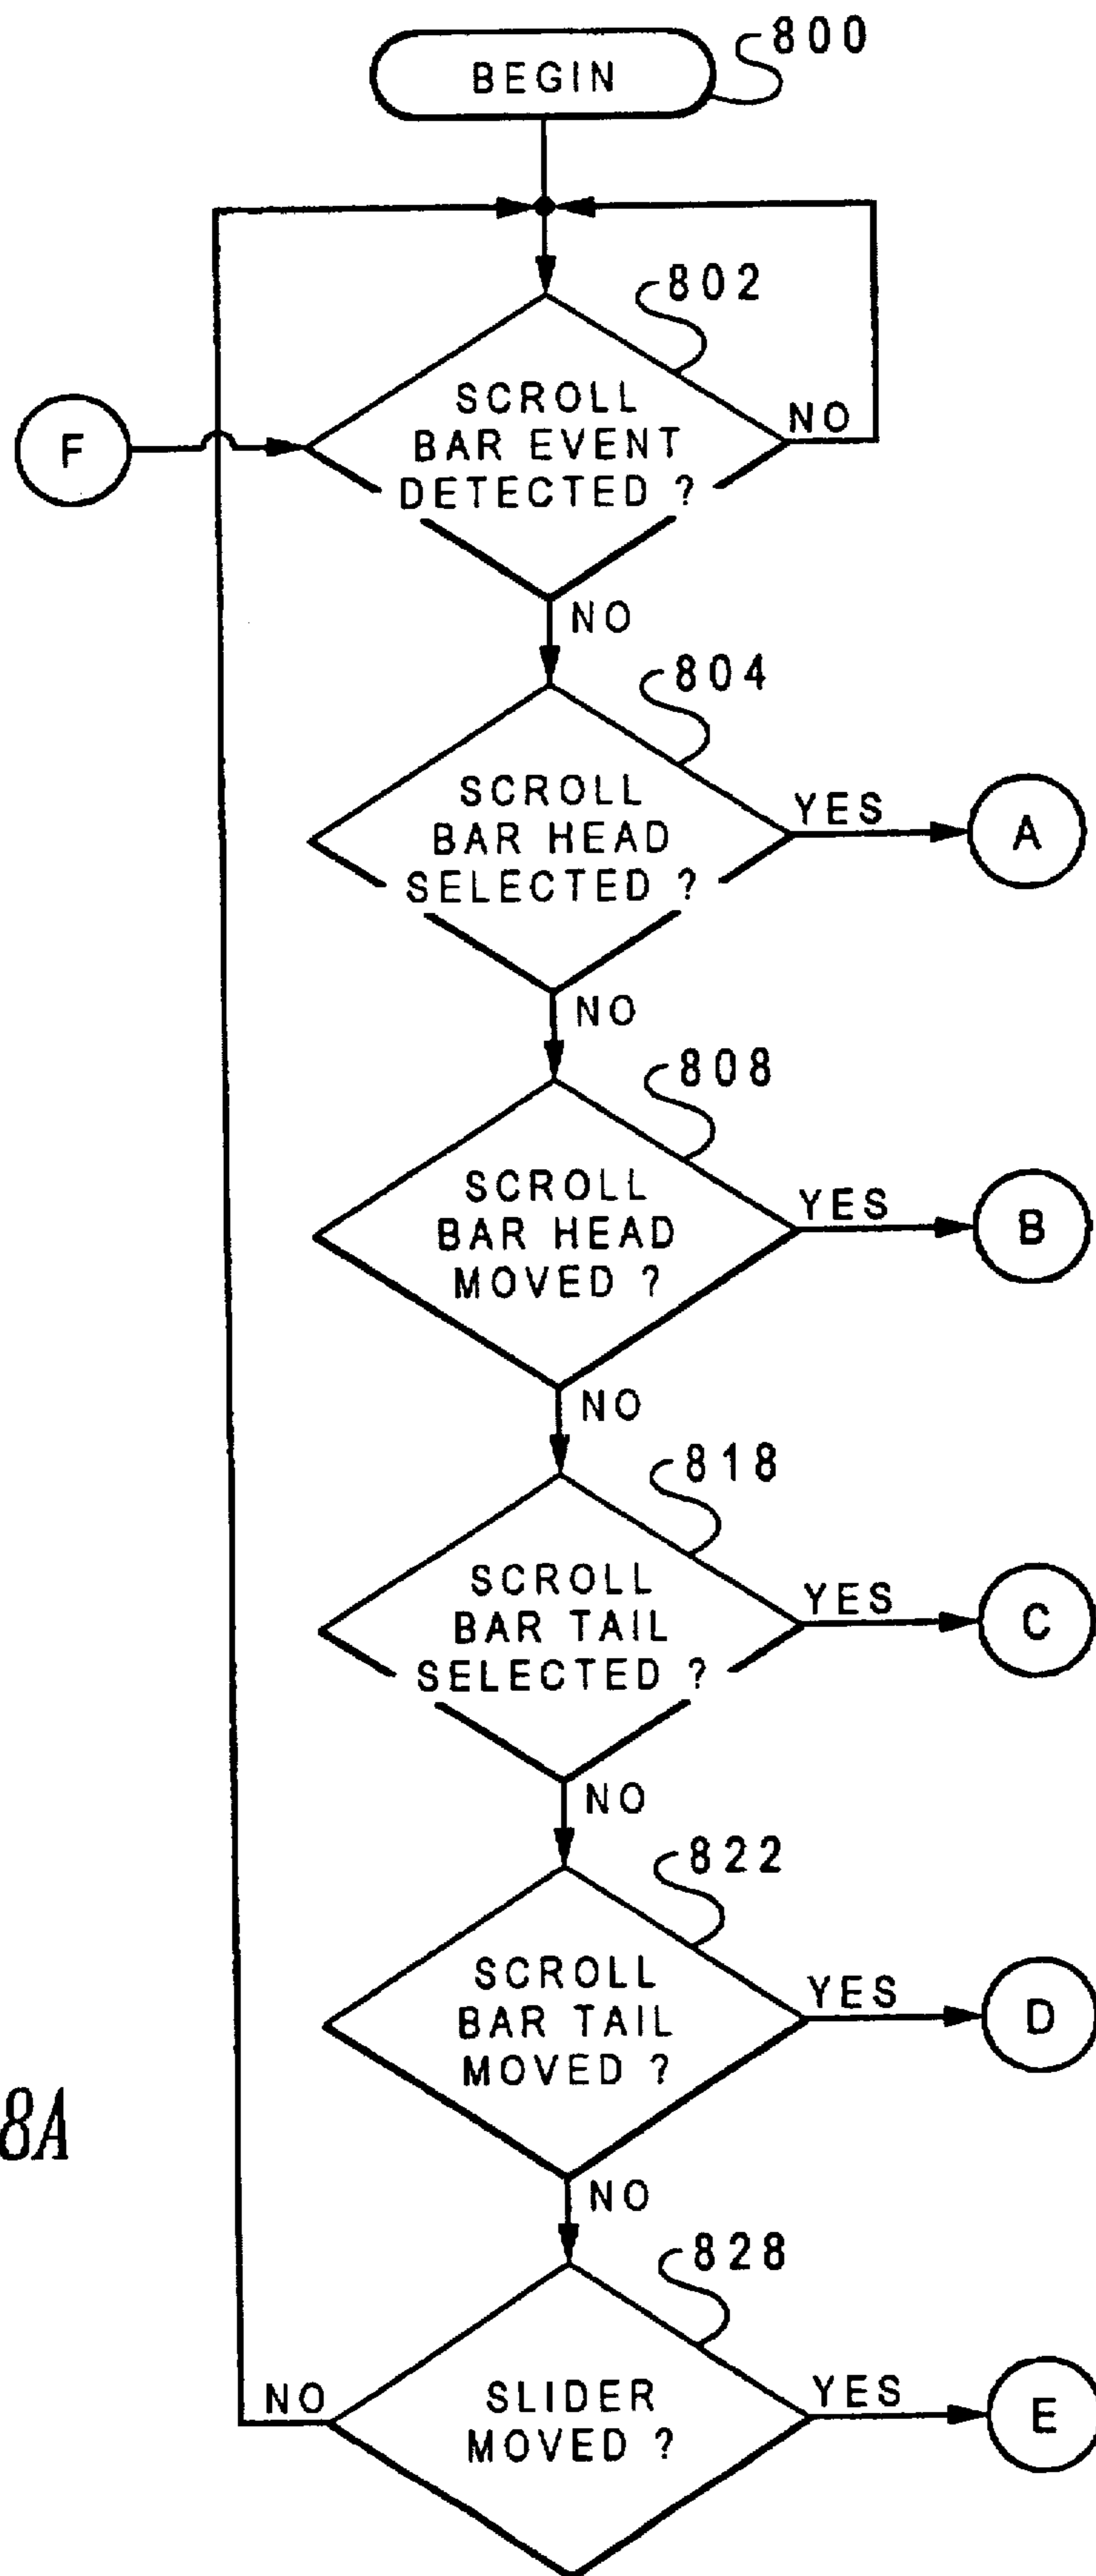 BEGIN
800
802
SCROLL
BAR EVENT
DETECTED ?
NO
F
NO
804
SCROLL
BAR HEAD
SELECTED ?
YES
A
NO
808
SCROLL
BAR HEAD
MOVED ?
YES
B
NO
818
SCROLL
BAR TAIL
SELECTED ?
YES
C
NO
822
SCROLL
BAR TAIL
MOVED ?
YES
D
8A
NO
828
NO
SLIDER
MOVED ?
YES
E